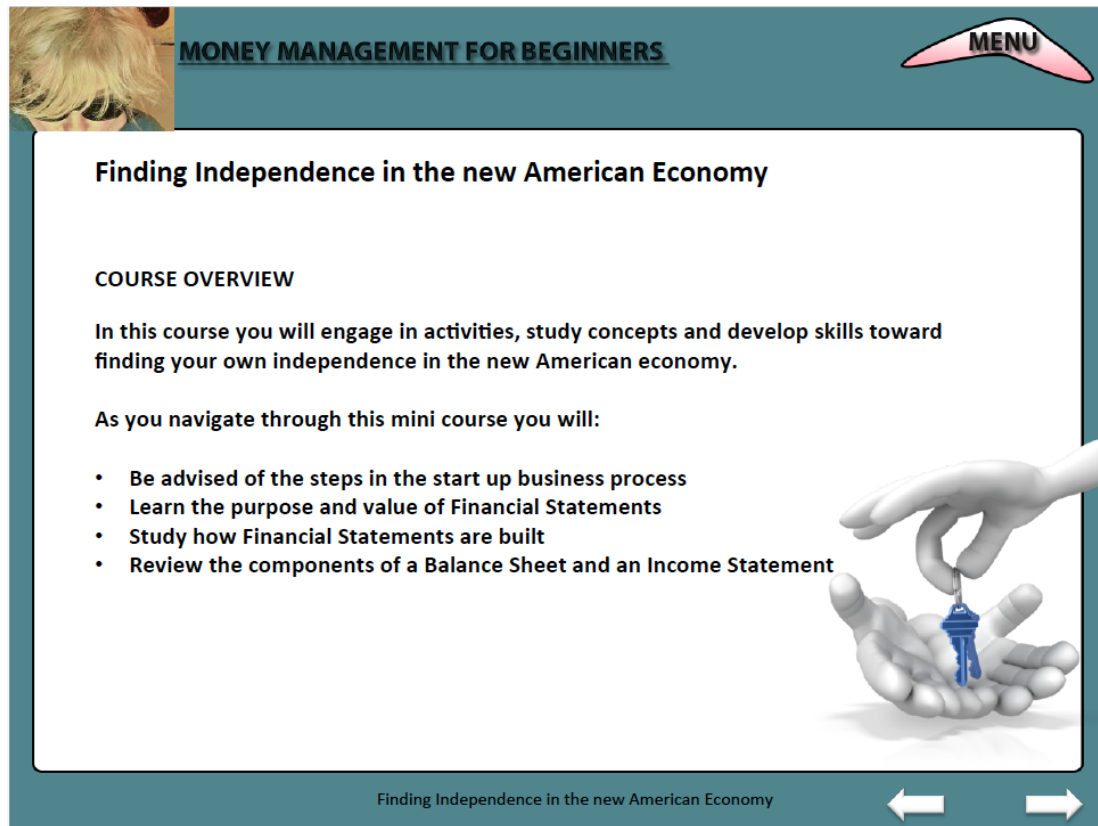 MONEY MANAGEMENT FOR BEGINNERS
MENU
Finding Independence in the new American Economy
COURSE OVERVIEW
In this course you will engage in activities, study concepts and develop skills toward
finding your own independence in the new American economy.
As you navigate through this mini course you will:
• Be advised of the steps in the start up business process
• Learn the purpose and value of Financial Statements
• Study how Financial Statements are built
• Review the components of a Balance Sheet and an Income Statement
Finding Independence in the new American Economy